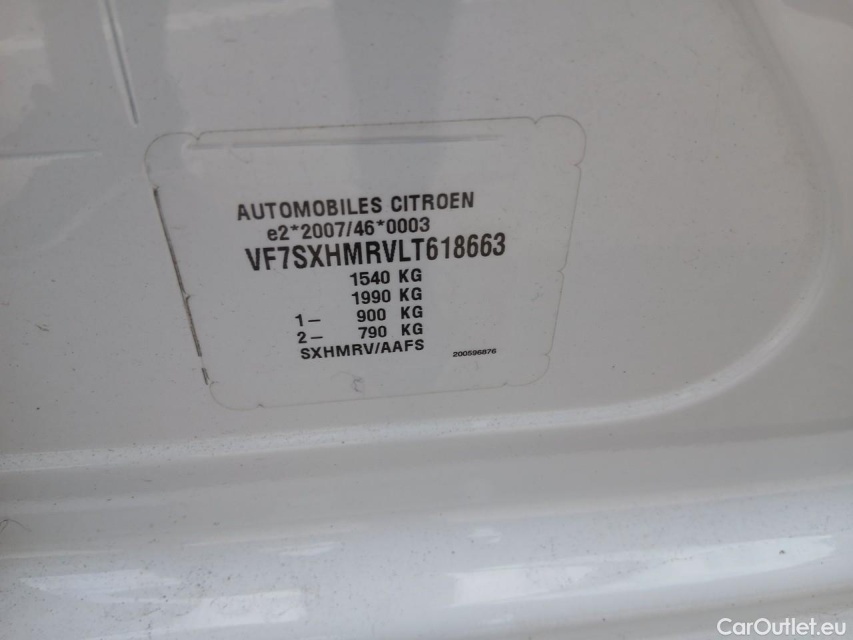 AUTOMOBILES CITROEN
e2*2007/46*0003
VF7SXHMRVLT618663
1540 KG
1990 KG
1– 900 KG
2– 790 KG
SXHMRV/AAFS 200596876
CarOutlet.eu